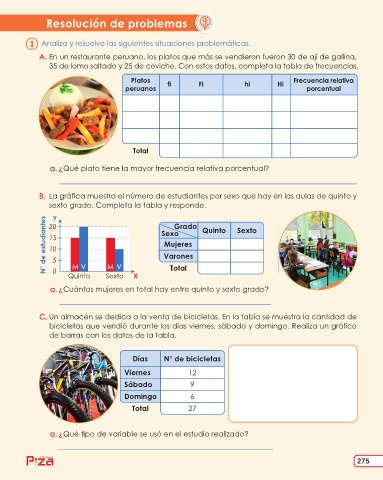 Resolución de problemas
1 Analiza y resuelve las siguientes situaciones problemáticas.
A. En un restaurante peruano, los platos que más se vendieron fueron 30 de ají de gallina,
35 de lomo saltado y 25 de ceviche. Con estos datos, completa la tabla de frecuencias.
Platos peruanos fi Fi hi Hi Frecuencia relativa porcentual
Total
a. ¿Qué plato tiene la mayor frecuencia relativa porcentual?
B. La gráfica muestra el número de estudiantes por sexo que hay en las aulas de quinto y
sexto grado. Completa la tabla y responde.
Y
N° de estudiantes
20
15
10
5
0
M V M V
Quinto Sexto X
Grado
Sexo
Quinto Sexto
Mujeres
Varones
Total
a. ¿Cuántas mujeres en total hay entre quinto y sexto grado?
C. Un almacén se dedica a la venta de bicicletas. En la tabla se muestra la cantidad de
bicicletas que vendió durante los días viernes, sábado y domingo. Realiza un gráfico
de barras con los datos de la tabla.
Días N° de bicicletas
Viernes 12
Sábado 9
Domingo 6
Total 27
a. ¿Qué tipo de variable se usó en el estudio realizado?
275